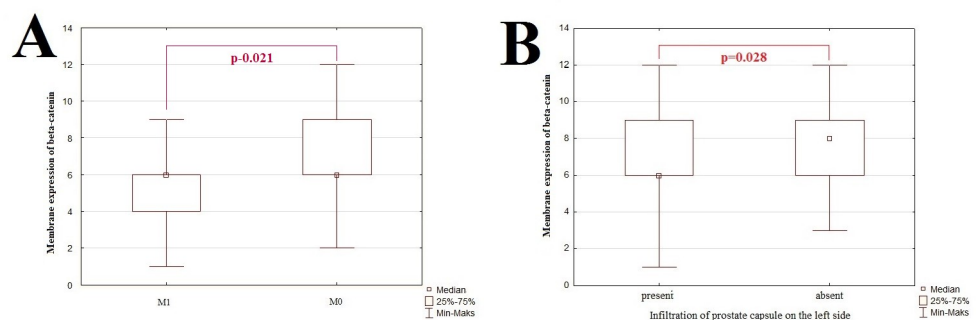 A
p-0.021
Membrane expression of beta-catenin
14
12
10
8
6
4
2
0
M1
M0
Median
25%-75%
Min-Maks
B
p=0.028
Membrane expression of beta-catenin
14
12
10
8
6
4
2
0
present
absent
Infiltration of prostate capsule on the left side
Median
25%-75%
Min-Maks